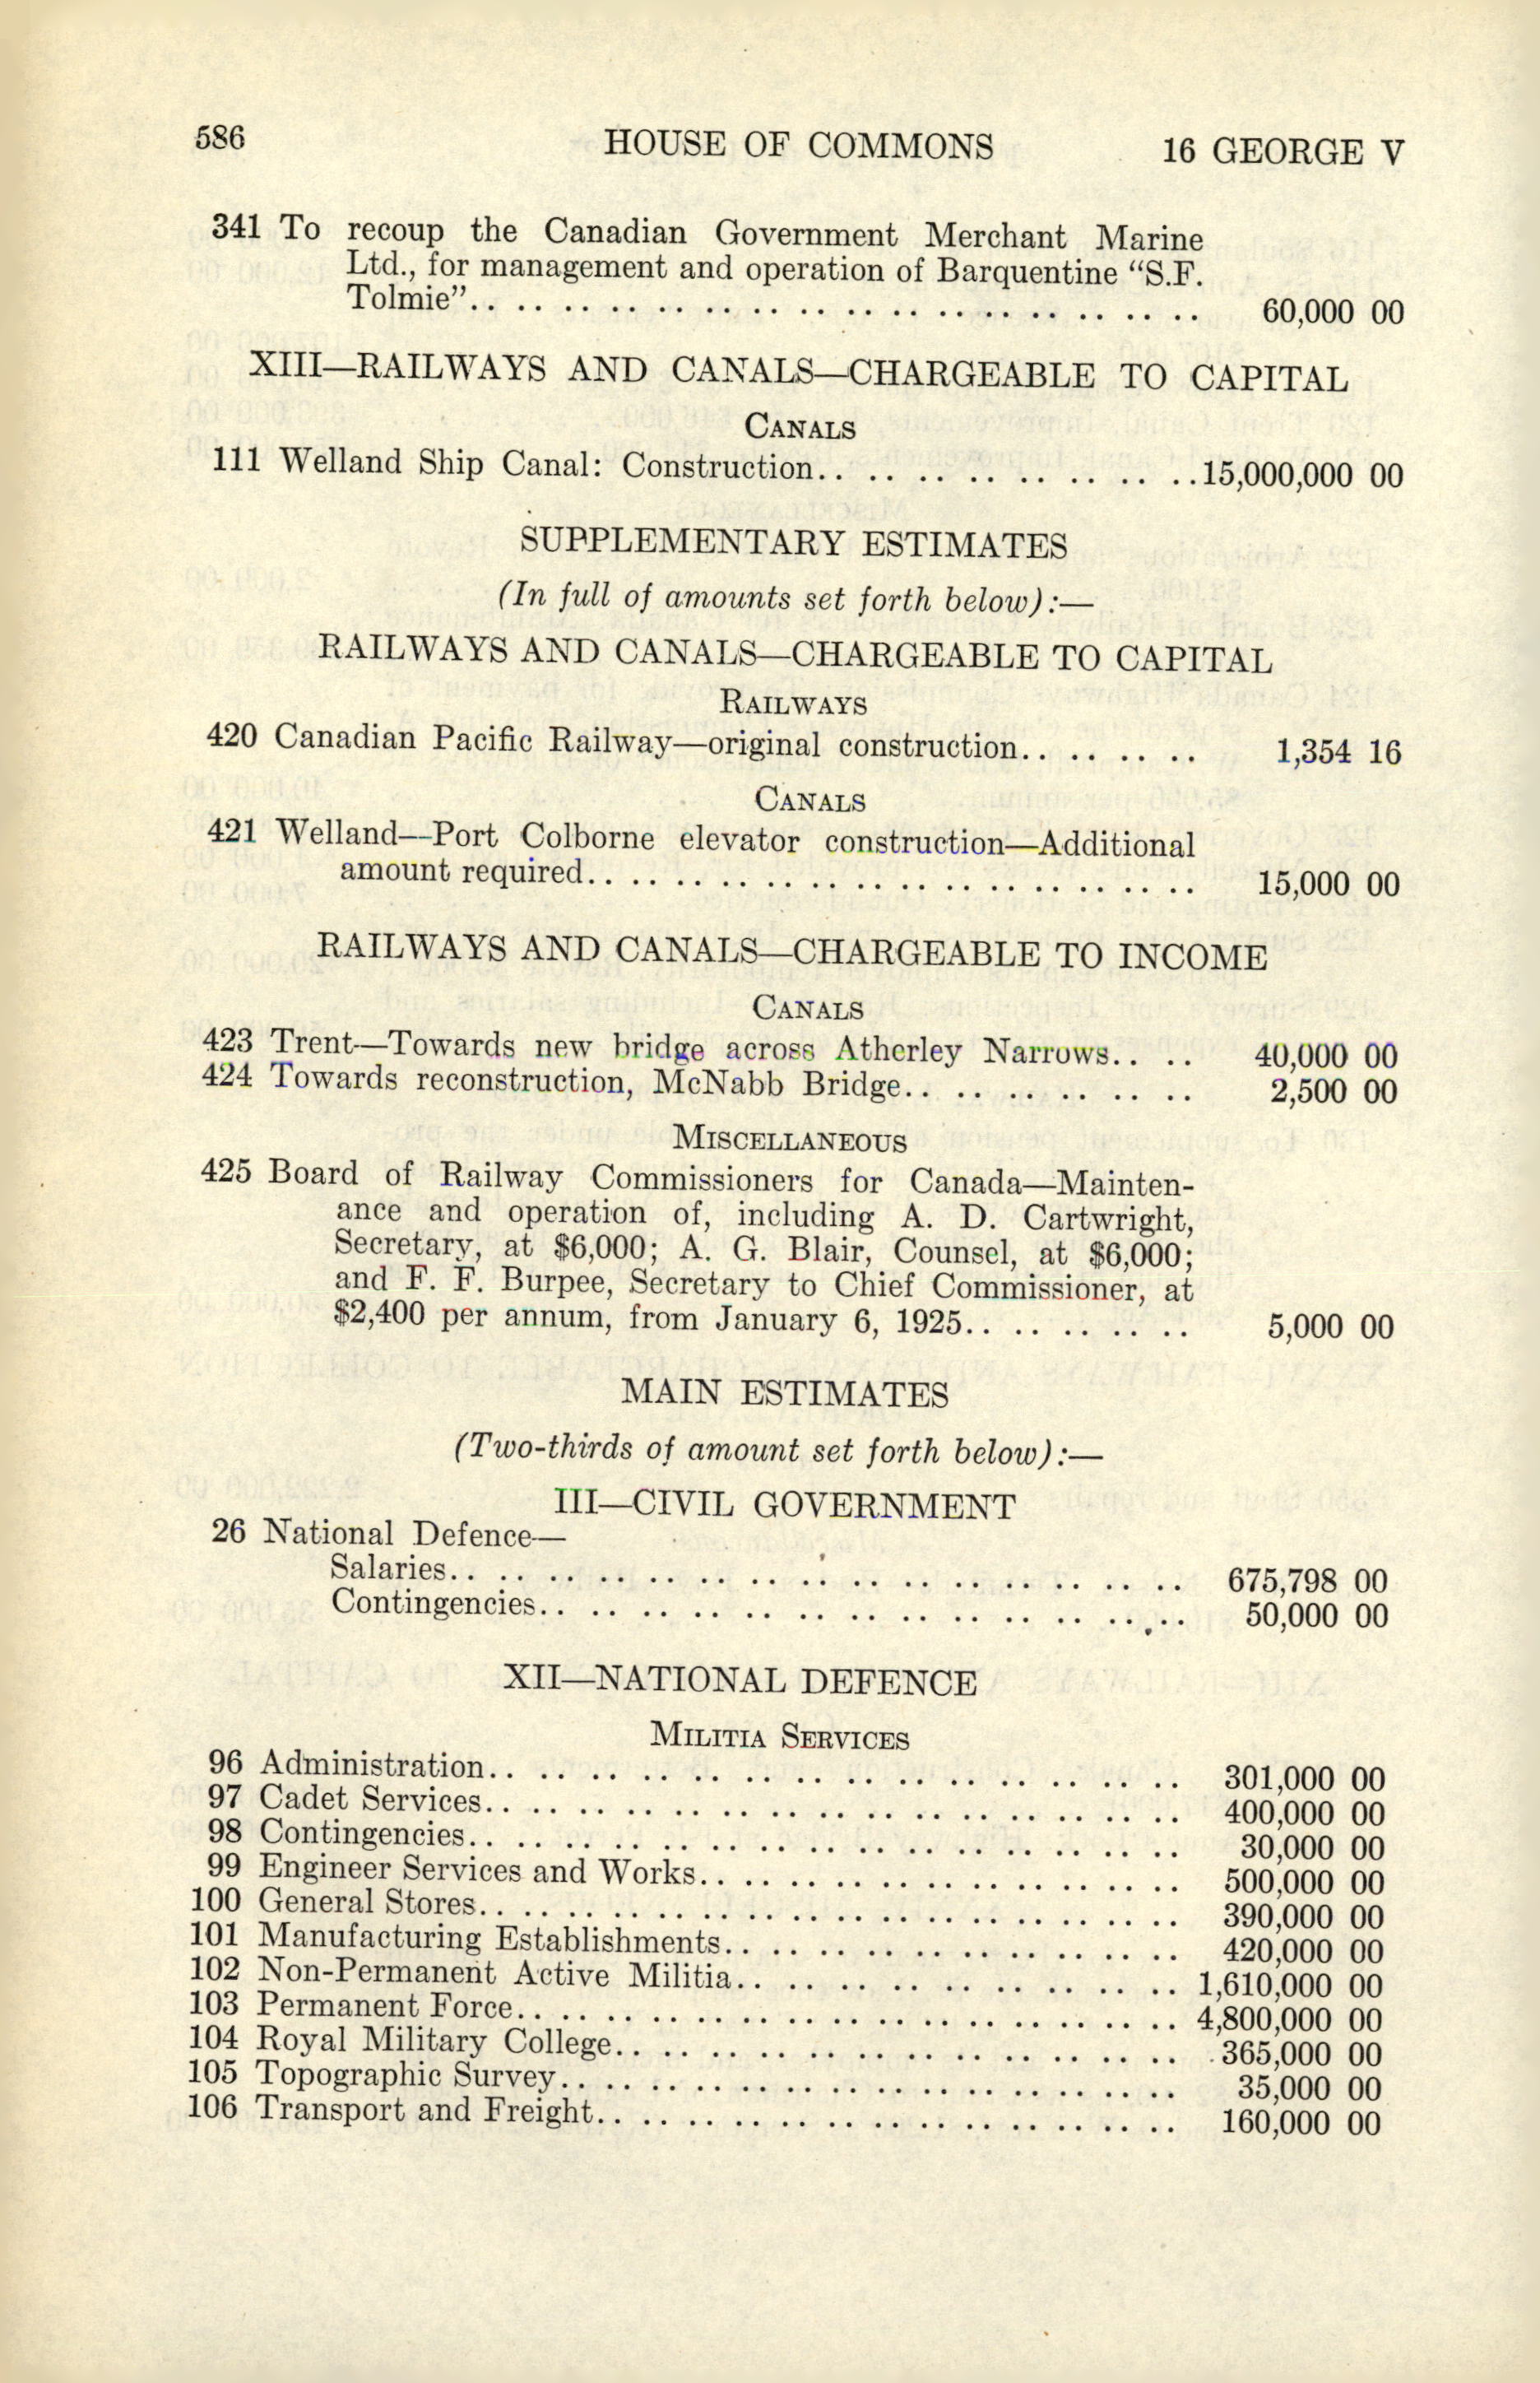 586 HOUSE OF COMMONS 16 GEORGE V
341 To recoup the Canadian Government Merchant Marine
Ltd., for management and operation of Barquentine “S.F.
Tolmie”.. .. .. .. .. .. .. .. .. .. .. .. .. .. .. .. 60,000 00
XIII—RAILWAYS AND CANALS—CHARGEABLE TO CAPITAL
CANALS
111 Welland Ship Canal: Construction.. .. .. .. .. .. .. ..15,000,000 00
SUPPLEMENTARY ESTIMATES
(In full of amounts set forth below):—
RAILWAYS AND CANALS—CHARGEABLE TO CAPITAL
RAILWAYS
420 Canadian Pacific Railway—original construction.. .. .. .. 1,354 16
CANALS
421 Welland—Port Colborne elevator construction—Additional
amount required.. .. .. .. .. .. .. .. .. .. .. .. .. .. 15,000 00
RAILWAYS AND CANALS—CHARGEABLE TO INCOME
CANALS
423 Trent—Towards new bridge across Atherley Narrows.. .. 40,000 00
424 Towards reconstruction, McNabb Bridge.. .. .. .. .. .. 2,500 00
MISCELLANEOUS
425 Board of Railway Commissioners for Canada—Mainten-
ance and operation of, including A. D. Cartwright,
Secretary, at $6,000; A. G. Blair, Counsel, at $6,000;
and F. F. Burpee, Secretary to Chief Commissioner, at
$2,400 per annum, from January 6, 1925.. .. .. .. .. 5,000 00
MAIN ESTIMATES
(Two-thirds of amount set forth below):—
III—CIVIL GOVERNMENT
26 National Defence—
Salaries.. .. .. .. .. .. .. .. .. .. .. .. .. .. .. 675,798 00
Contingencies.. .. .. .. .. .. .. .. .. .. .. .. .. 50,000 00
XII—NATIONAL DEFENCE
MILITIA SERVICES
96 Administration.. .. .. .. .. .. .. .. .. .. .. .. .. .. 301,000 00
97 Cadet Services.. .. .. .. .. .. .. .. .. .. .. .. .. .. .. 400,000 00
98 Contingencies.. .. .. .. .. .. .. .. .. .. .. .. .. .. .. 30,000 00
99 Engineer Services and Works.. .. .. .. .. .. .. .. .. .. .. 500,000 00
100 General Stores.. .. .. .. .. .. .. .. .. .. .. .. .. .. .. .. 390,000 00
101 Manufacturing Establishments.. .. .. .. .. .. .. .. .. .. 420,000 00
102 Non-Permanent Active Militia.. .. .. .. .. .. .. .. .. 1,610,000 00
103 Permanent Force.. .. .. .. .. .. .. .. .. .. .. .. .. .. .. 4,800,000 00
104 Royal Military College.. .. .. .. .. .. .. .. .. .. .. .. 365,000 00
105 Topographic Survey.. .. .. .. .. .. .. .. .. .. .. .. .. .. 35,000 00
106 Transport and Freight.. .. .. .. .. .. .. .. .. .. .. .. .. 160,000 00